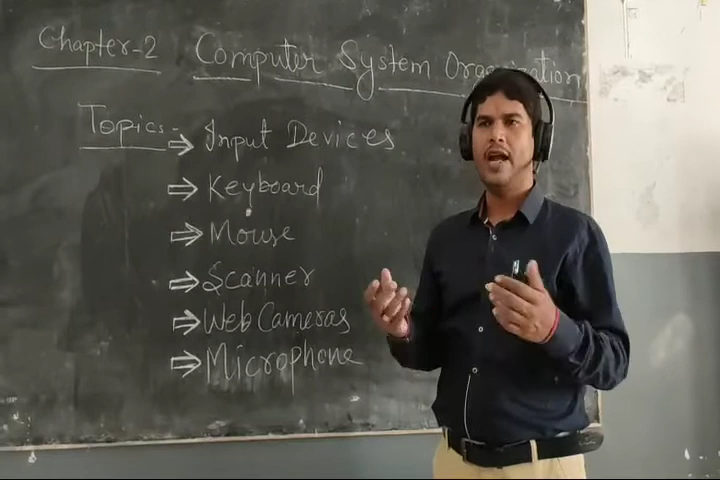 Chapter-2 Computer System Organization
Topics- ⇒ Input Devices
⇒ Keyboard
⇒ Mouse
⇒ Scanner
⇒ Web Cameras
⇒ Microphone